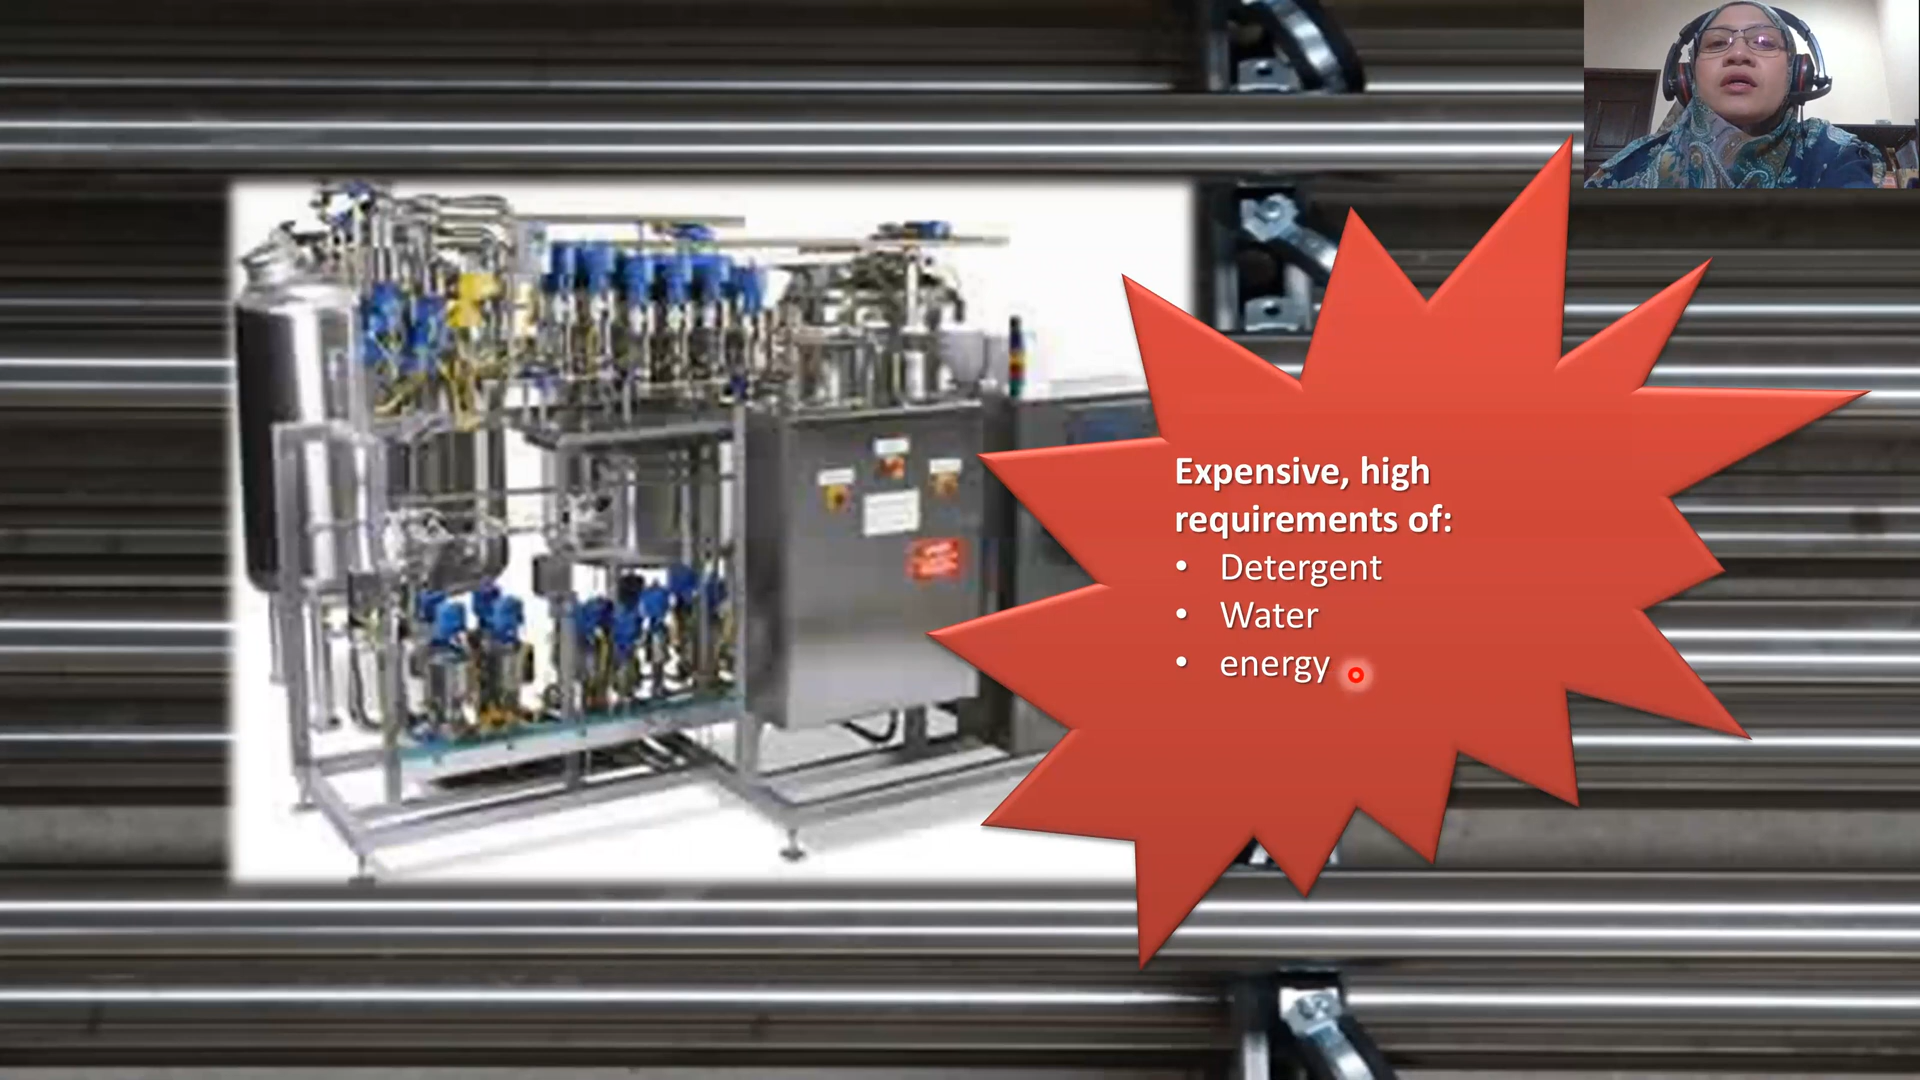 Expensive, high
requirements of:
• Detergent
• Water
• energy